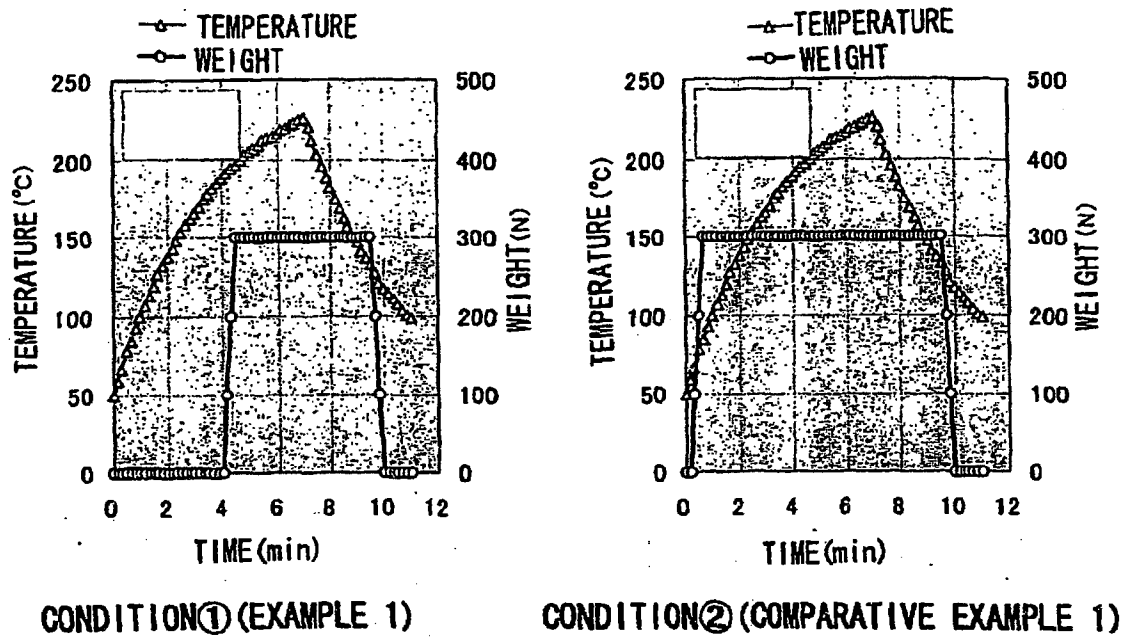 TEMPERATURE
WEIGHT
250
200
150
100
50
0
TEMPERATURE (°C)
500
400
300
200
100
0
WEIGHT (N)
0 2 4 6 8 10 12
TIME (min)
CONDITION① (EXAMPLE 1)
TEMPERATURE
WEIGHT
250
200
150
100
50
0
TEMPERATURE (°C)
500
400
300
200
100
0
WEIGHT (N)
0 2 4 6 8 10 12
TIME (min)
CONDITION② (COMPARATIVE EXAMPLE 1)